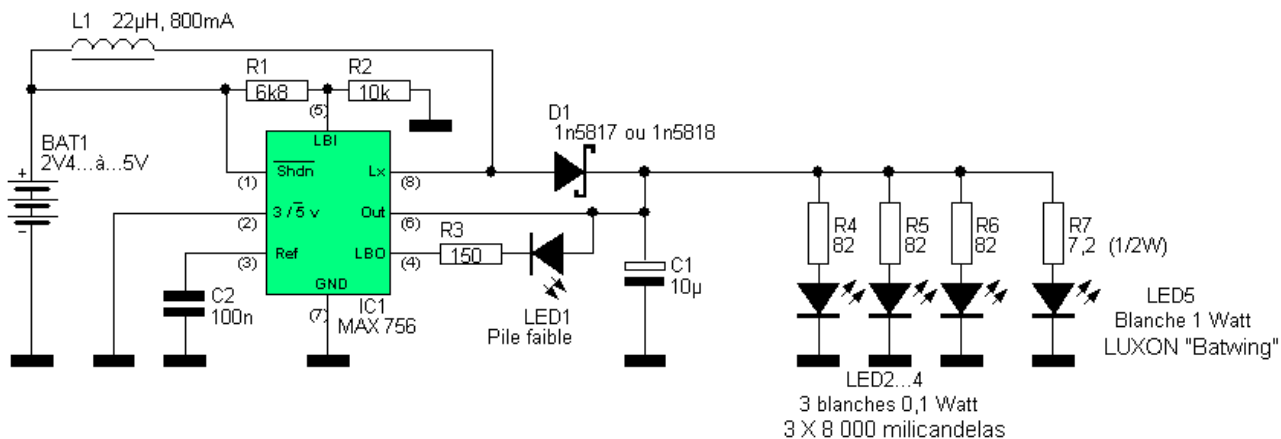 L1 22µH, 800mA
R1
6k8
R2
10k
(5)
BAT1
2V4...à...5V
+
−
LBI
Shdn
Lx
3 / 5 v
Out
Ref
LBO
GND
(1)
(2)
(3)
(8)
(6)
(4)
(7)
IC1
MAX 756
C2
100n
R3
150
LED1
Pile faible
D1
1n5817 ou 1n5818
C1
10µ
R4
82
R5
82
R6
82
R7
7,2 (1/2W)
LED5
Blanche 1 Watt
LUXON "Batwing"
LED2...4
3 blanches 0,1 Watt
3 X 8 000 milicandelas